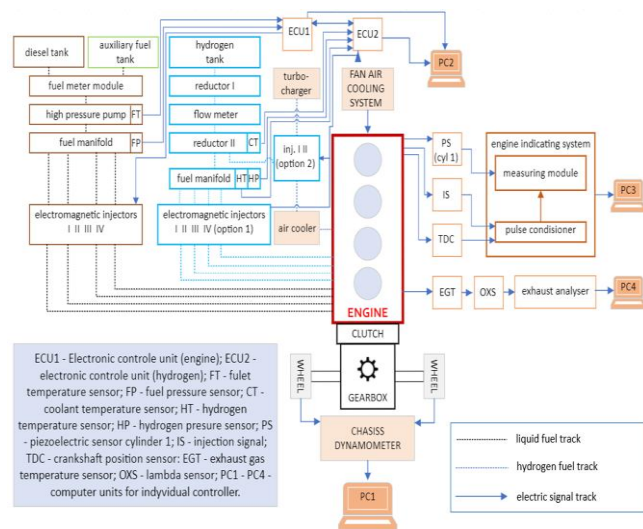 ECU1
ECU2
PC2
diesel tank
auxiliary fuel
tank
hydrogen
tank
fuel meter module
reductor I
turbo-
charger
FAN AIR
COOLING
SYSTEM
high pressure pump
FT
flow meter
fuel manifold
FP
reductor II
CT
inj. I II
(option 2)
fuel manifold
HT
HP
electromagnetic injectors
I II III IV
electromagnetic injectors
I II III IV (option 1)
air cooler
PS
(cyl 1)
IS
TDC
engine indicating system
measuring module
pulse condisioner
PC3
EGT
OXS
exhaust analyser
PC4
ENGINE
CLUTCH
WHEEL
GEARBOX
WHEEL
CHASISS
DYNAMOMETER
PC1
ECU1 - Electronic controle unit (engine); ECU2 -
electronic controle unit (hydrogen); FT - fulet
temperature sensor; FP - fuel pressure sensor; CT -
coolant temperature sensor; HT - hydrogen
temperature sensor; HP - hydrogen presure sensor; PS
- piezoelectric sensor cylinder 1; IS - injection signal;
TDC - crankshaft position sensor: EGT - exhaust gas
temperature sensor; OXS - lambda sensor; PC1 - PC4 -
computer units for indyvidual controller.
liquid fuel track
hydrogen fuel track
electric signal track